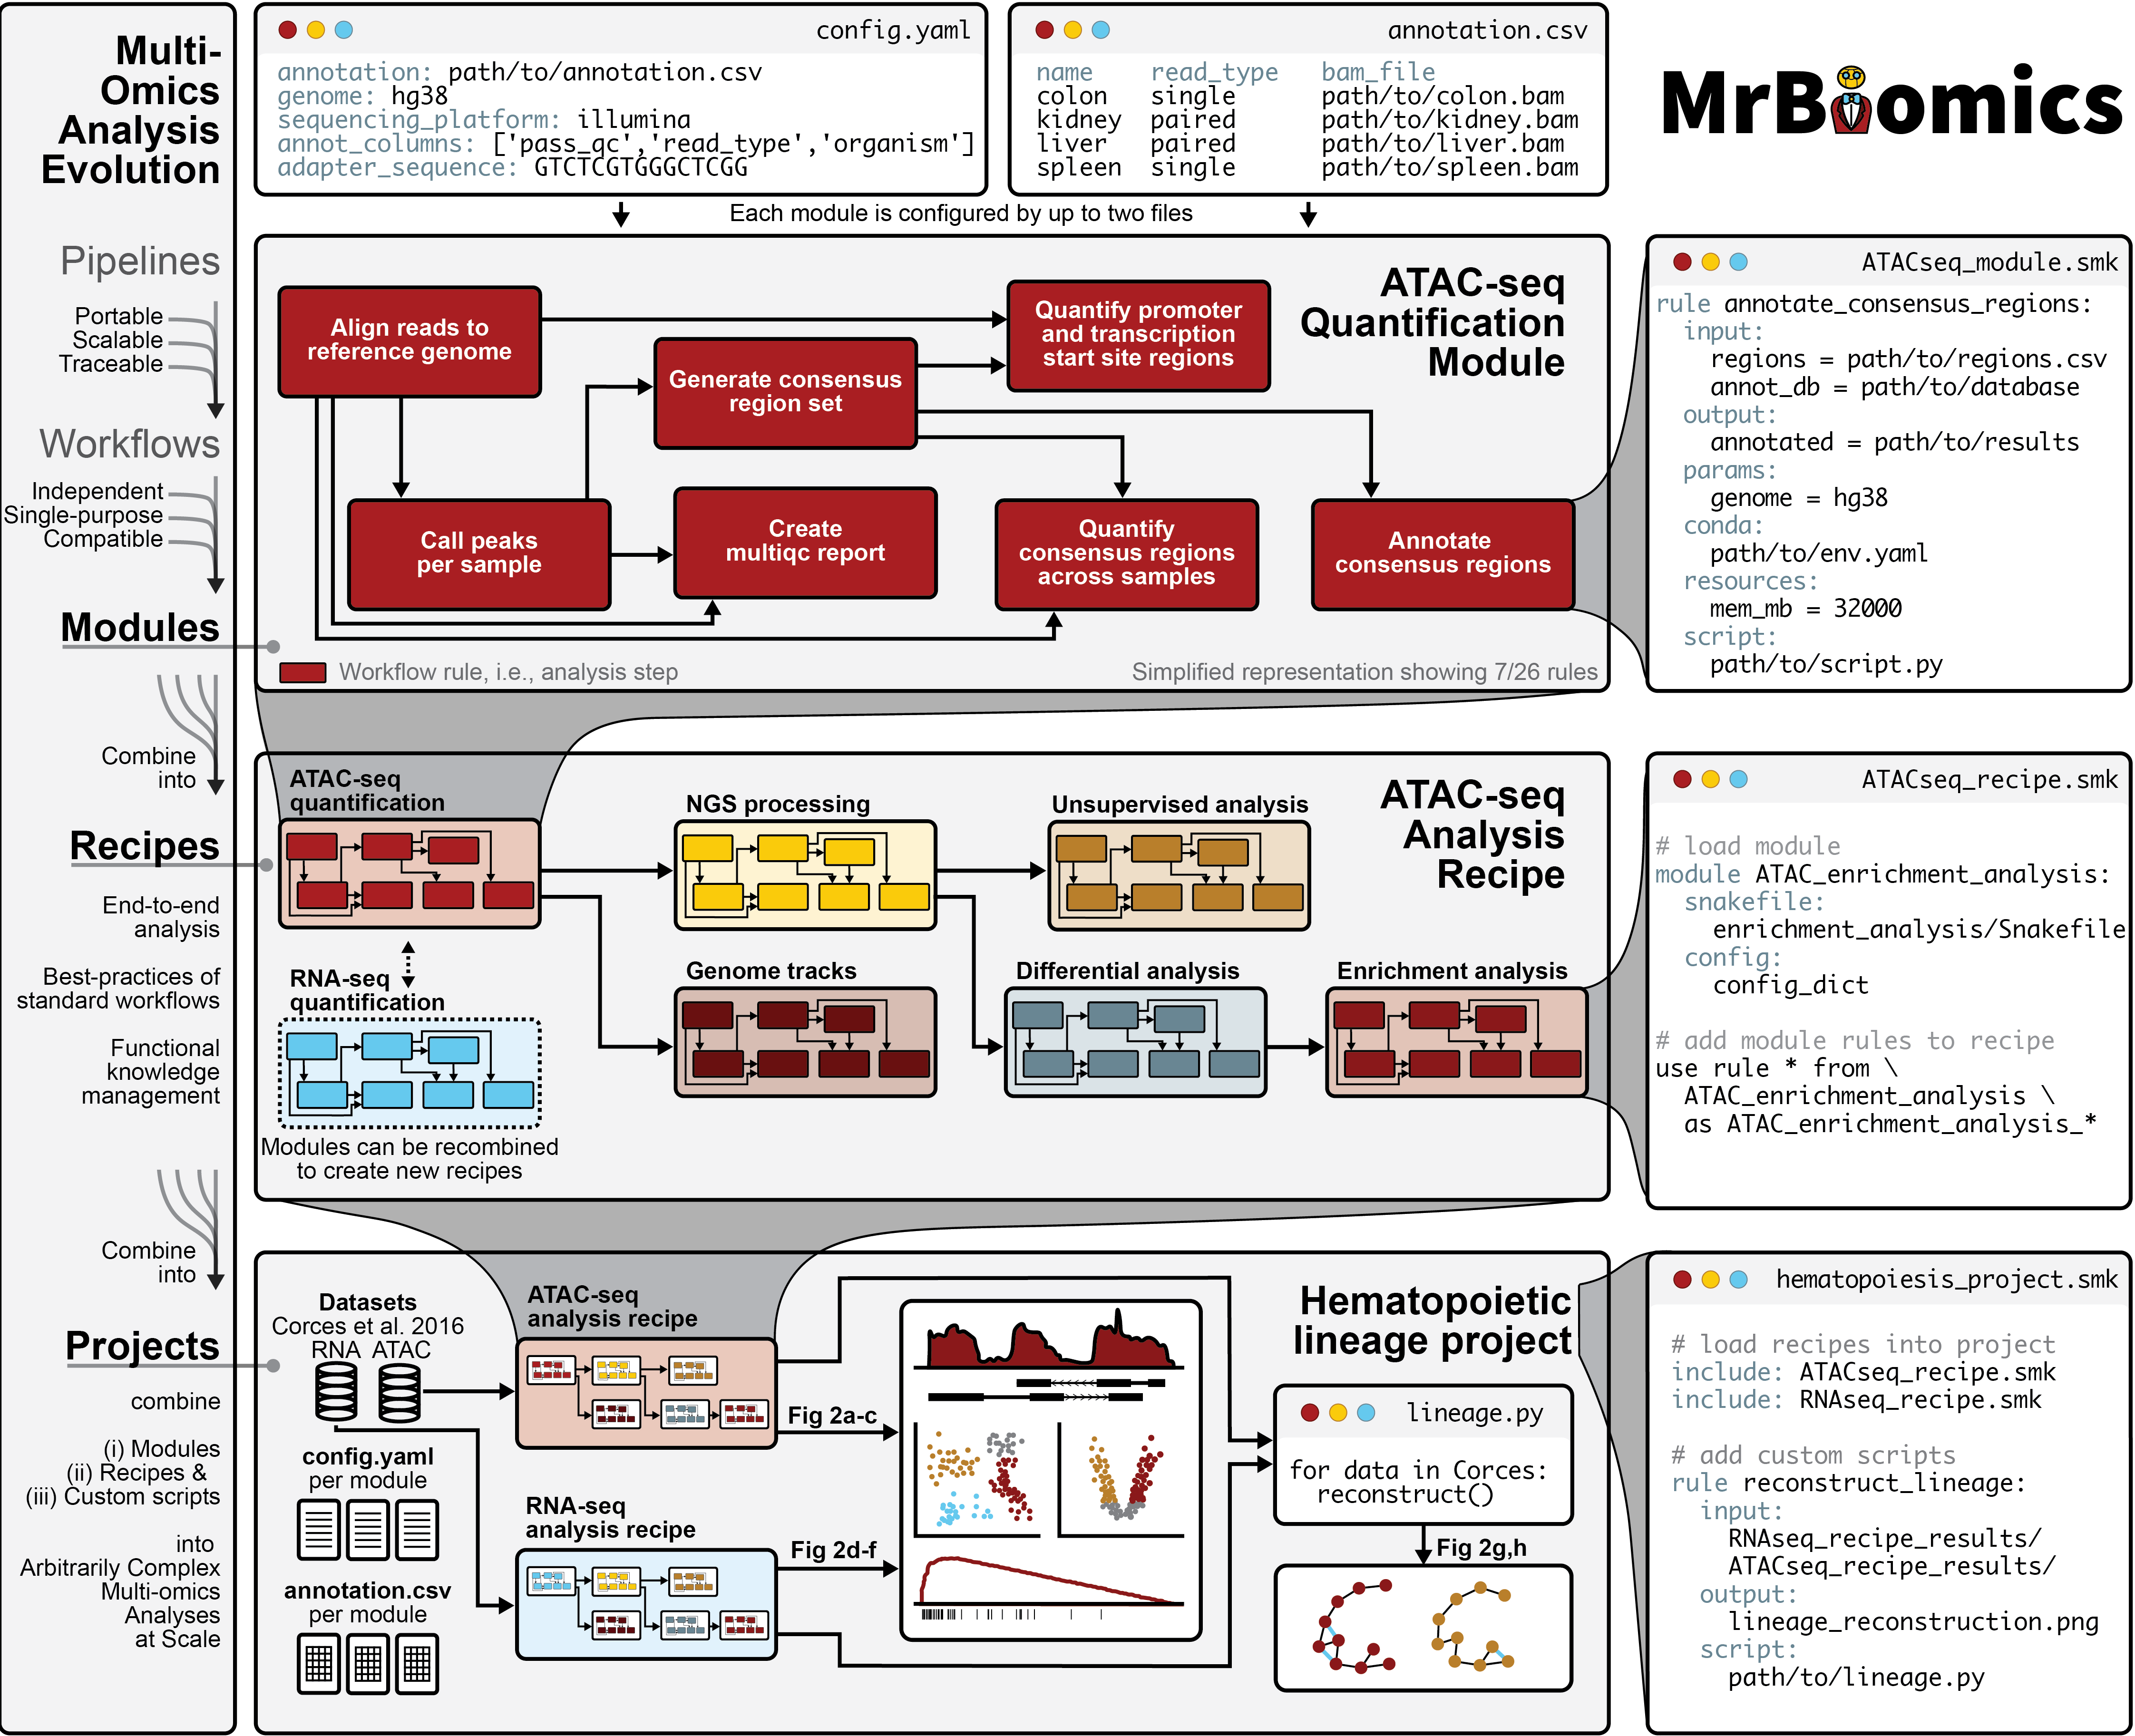 Multi-
Omics
Analysis
Evolution
Pipelines
Portable
Scalable
Traceable
Workflows
Independent
Single-purpose
Compatible
Modules
Combine
into
Recipes
End-to-end
analysis
Best-practices of
standard workflows
Functional
knowledge
management
Combine
into
Projects
combine
(i) Modules
(ii) Recipes &
(iii) Custom scripts
into
Arbitrarily Complex
Multi-omics
Analyses
at Scale
config.yaml
annotation: path/to/annotation.csv
genome: hg38
sequencing_platform: illumina
annot_columns: ['pass_qc','read_type','organism']
adapter_sequence: GTCTCGTGGGCTCGG
annotation.csv
name read_type bam_file
colon single path/to/colon.bam
kidney paired path/to/kidney.bam
liver paired path/to/liver.bam
spleen single path/to/spleen.bam
MrBiomics
Each module is configured by up to two files
ATAC-seq
Quantification
Module
Align reads to
reference genome
Quantify promoter
and transcription
start site regions
Generate consensus
region set
Call peaks
per sample
Create
multiqc report
Quantify
consensus regions
across samples
Annotate
consensus regions
Workflow rule, i.e., analysis step
Simplified representation showing 7/26 rules
ATACseq_module.smk
rule annotate_consensus_regions:
input:
regions = path/to/regions.csv
annot_db = path/to/database
output:
annotated = path/to/results
params:
genome = hg38
conda:
path/to/env.yaml
resources:
mem_mb = 32000
script:
path/to/script.py
ATAC-seq
Analysis
Recipe
ATAC-seq
quantification
NGS processing
Unsupervised analysis
RNA-seq
quantification
Genome tracks
Differential analysis
Enrichment analysis
Modules can be recombined
to create new recipes
ATACseq_recipe.smk
# load module
module ATAC_enrichment_analysis:
snakefile:
enrichment_analysis/Snakefile
config:
config_dict
# add module rules to recipe
use rule * from \
ATAC_enrichment_analysis \
as ATAC_enrichment_analysis_*
Hematopoietic
lineage project
Datasets
Corces et al. 2016
RNA ATAC
config.yaml
per module
annotation.csv
per module
ATAC-seq
analysis recipe
RNA-seq
analysis recipe
Fig 2a-c
Fig 2d-f
lineage.py
for data in Corces:
reconstruct()
Fig 2g,h
hematopoiesis_project.smk
# load recipes into project
include: ATACseq_recipe.smk
include: RNAseq_recipe.smk
# add custom scripts
rule reconstruct_lineage:
input:
RNAseq_recipe_results/
ATACseq_recipe_results/
output:
lineage_reconstruction.png
script:
path/to/lineage.py